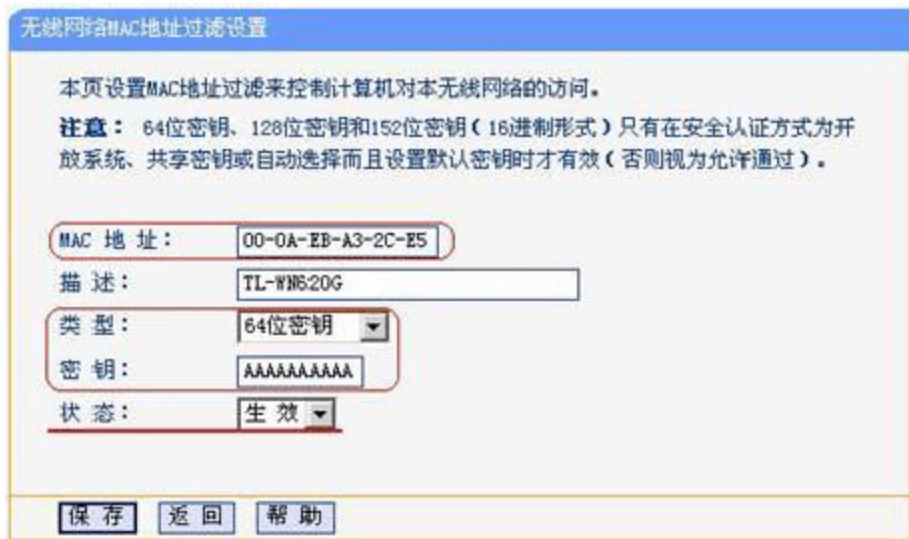 无线网络MAC地址过滤设置
本页设置MAC地址过滤来控制计算机对本无线网络的访问。
注意： 64位密钥、128位密钥和152位密钥（16进制形式）只有在安全认证方式为开
放系统、共享密钥或自动选择而且设置默认密钥时才有效（否则视为允许通过）。
MAC 地 址： 00-0A-EB-A3-2C-E5
描 述： TL-WN620G
类 型： 64位密钥
密 钥： AAAAAAAAAA
状 态： 生 效
保 存 返 回 帮 助